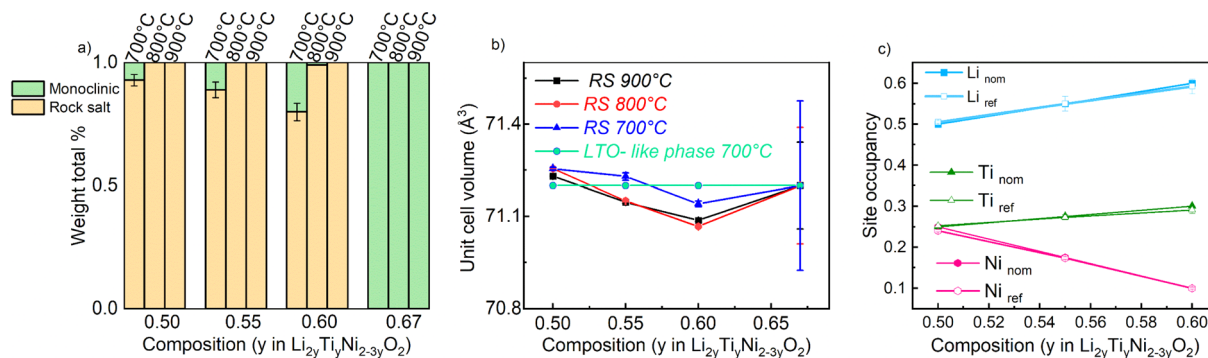 a)
700°C 800°C 900°C 700°C 800°C 900°C 700°C 800°C 900°C 700°C 800°C 900°C
Monoclinic
Rock salt
Weight total %
1.0
0.5
0.0
0.50 0.55 0.60 0.67
Composition (y in Li₂yTiyNi₂₋₃yO₂)
b)
RS 900°C
RS 800°C
RS 700°C
LTO- like phase 700°C
Unit cell volume (Å³)
71.4
71.1
70.8
0.50 0.55 0.60 0.65
Composition (y in Li₂yTiyNi₂₋₃yO₂)
c)
Li nom
Li ref
Ti nom
Ti ref
Ni nom
Ni ref
Site occupancy
0.6
0.5
0.4
0.3
0.2
0.1
0.50 0.52 0.54 0.56 0.58 0.60
Composition (y in Li₂yTiyNi₂₋₃yO₂)